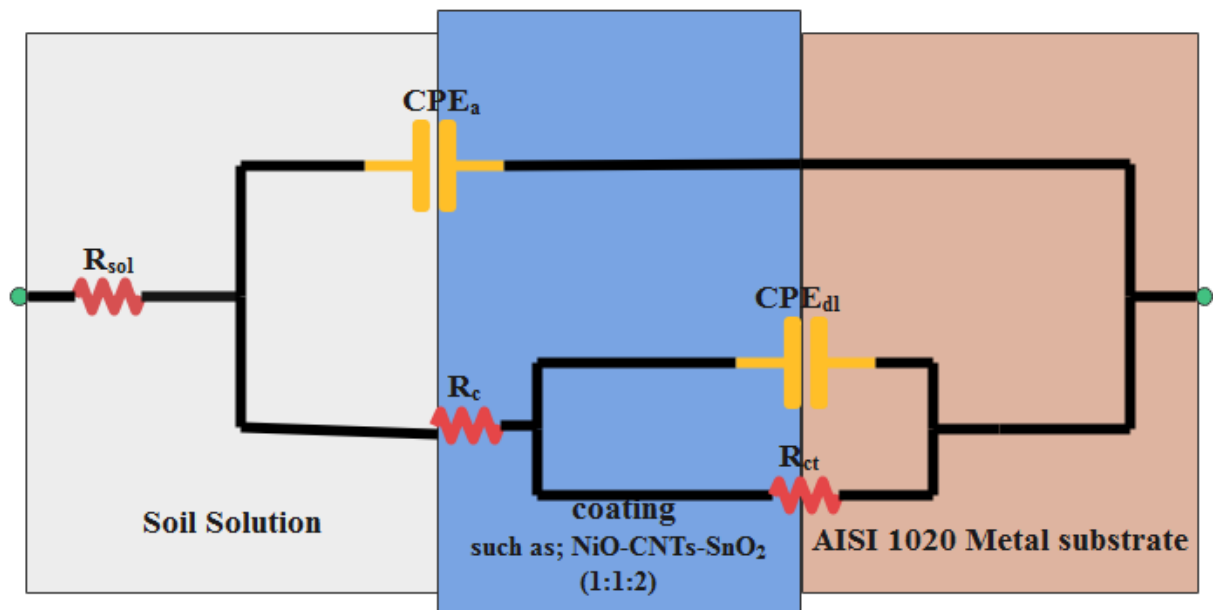 CPEa
Rsol
CPEdl
Rc
Rct
Soil Solution
coating
such as; NiO-CNTs-SnO2
(1:1:2)
AISI 1020 Metal substrate